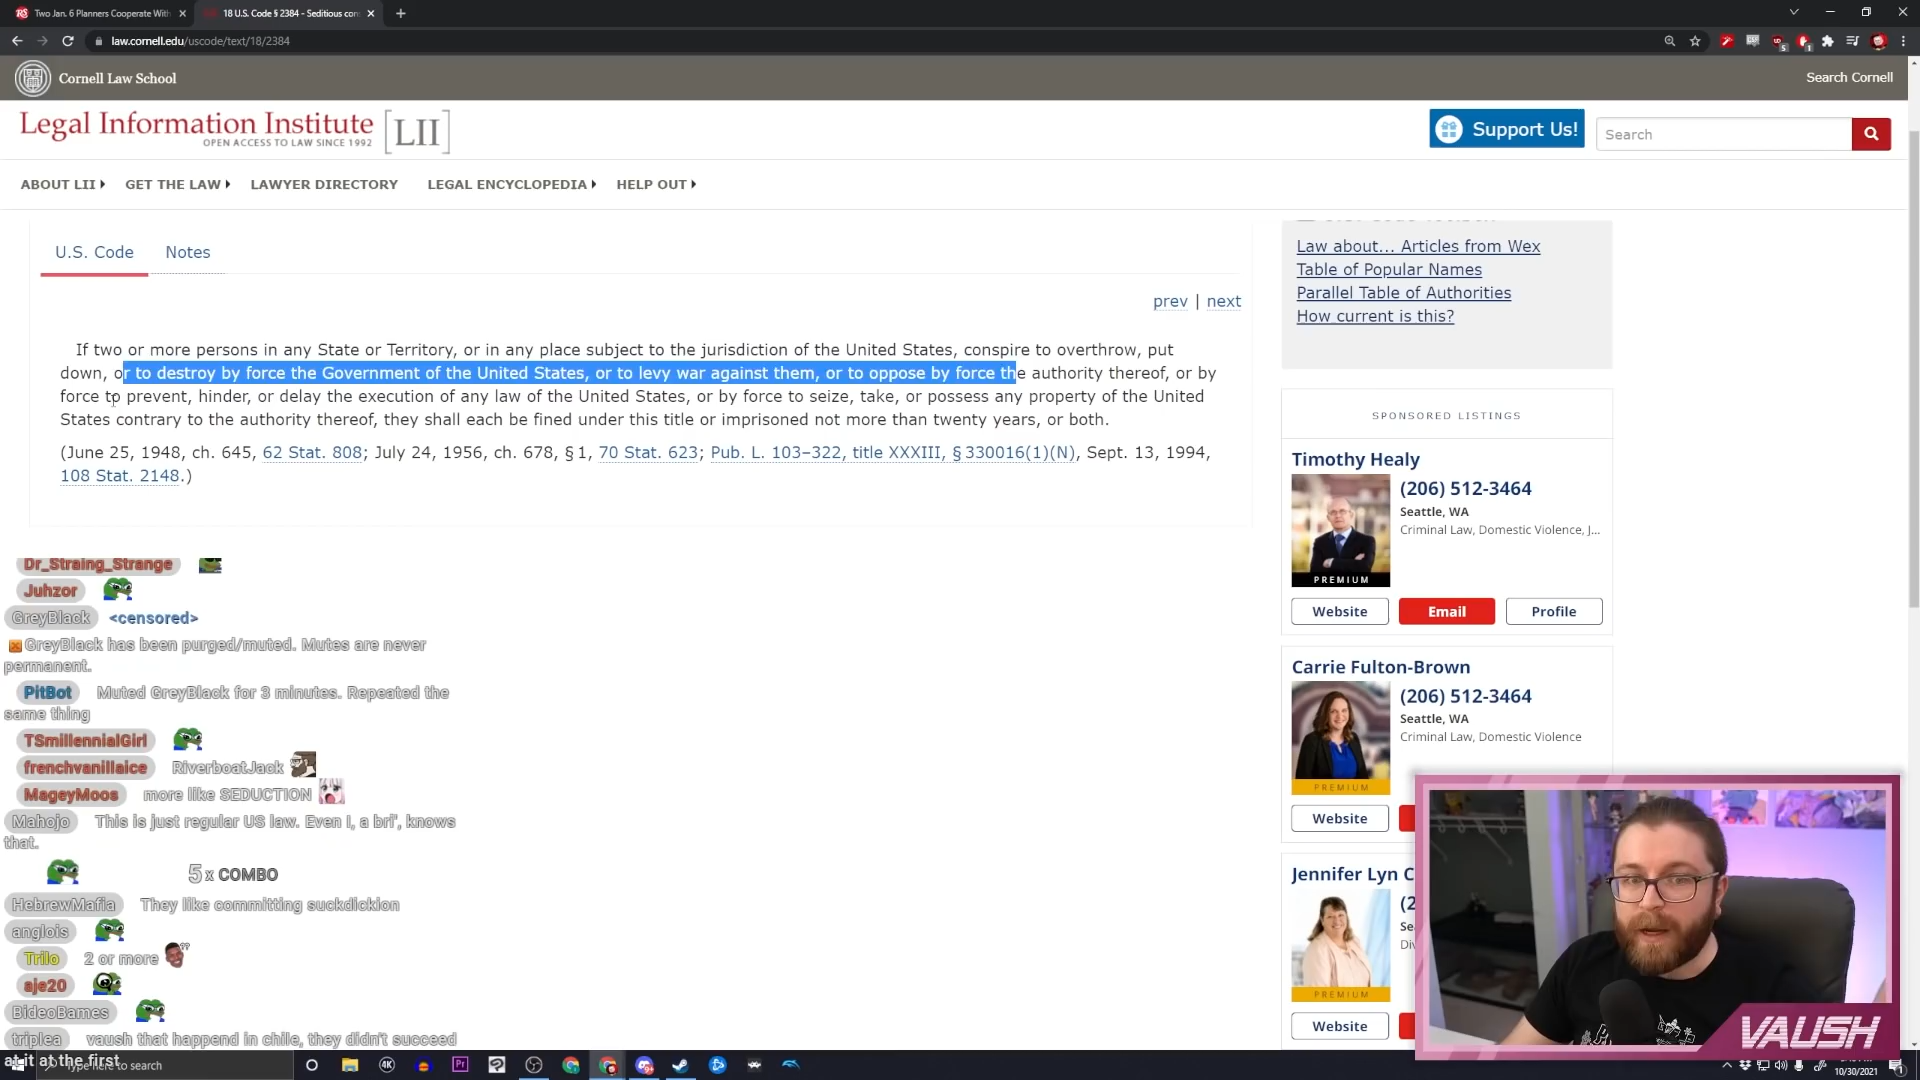 Two Jan. 6 Planners Cooperate With
18 U.S. Code § 2384 - Seditious con
law.cornell.edu/uscode/text/18/2384
Cornell Law School
Search Cornell
Legal Information Institute
OPEN ACCESS TO LAW SINCE 1992
[LII]
Support Us!
Search
ABOUT LII
GET THE LAW
LAWYER DIRECTORY
LEGAL ENCYCLOPEDIA
HELP OUT
U.S. Code
Notes
prev | next
If two or more persons in any State or Territory, or in any place subject to the jurisdiction of the United States, conspire to overthrow, put
down, or to destroy by force the Government of the United States, or to levy war against them, or to oppose by force the authority thereof, or by
force to prevent, hinder, or delay the execution of any law of the United States, or by force to seize, take, or possess any property of the United
States contrary to the authority thereof, they shall each be fined under this title or imprisoned not more than twenty years, or both.
(June 25, 1948, ch. 645, 62 Stat. 808; July 24, 1956, ch. 678, § 1, 70 Stat. 623; Pub. L. 103–322, title XXXIII, § 330016(1)(N), Sept. 13, 1994,
108 Stat. 2148.)
Law about... Articles from Wex
Table of Popular Names
Parallel Table of Authorities
How current is this?
SPONSORED LISTINGS
Timothy Healy
(206) 512-3464
Seattle, WA
Criminal Law, Domestic Violence, J...
PREMIUM
Website
Email
Profile
Carrie Fulton-Brown
(206) 512-3464
Seattle, WA
Criminal Law, Domestic Violence
PREMIUM
Website
Jennifer Lyn C
(2
Se
Div
PREMIUM
Website
Dr_Straing_Strange
Juhzor
GreyBlack <censored>
GreyBlack has been purged/muted. Mutes are never
permanent.
PitBot Muted GreyBlack for 3 minutes. Repeated the
same thing
TSmillennialGirl
frenchvanillaice RiverboatJack
MageyMoos more like SEDUCTION
Mahojo This is just regular US law. Even I, a bri', knows
that.
5 x COMBO
HebrewMafia They like committing suckdickion
anglois
Trilo 2 or more
aje20
BideoBames
triplea vaush that happend in chile, they didn't succeed
at it at the first
Type here to search
VAUSH
10/30/2021